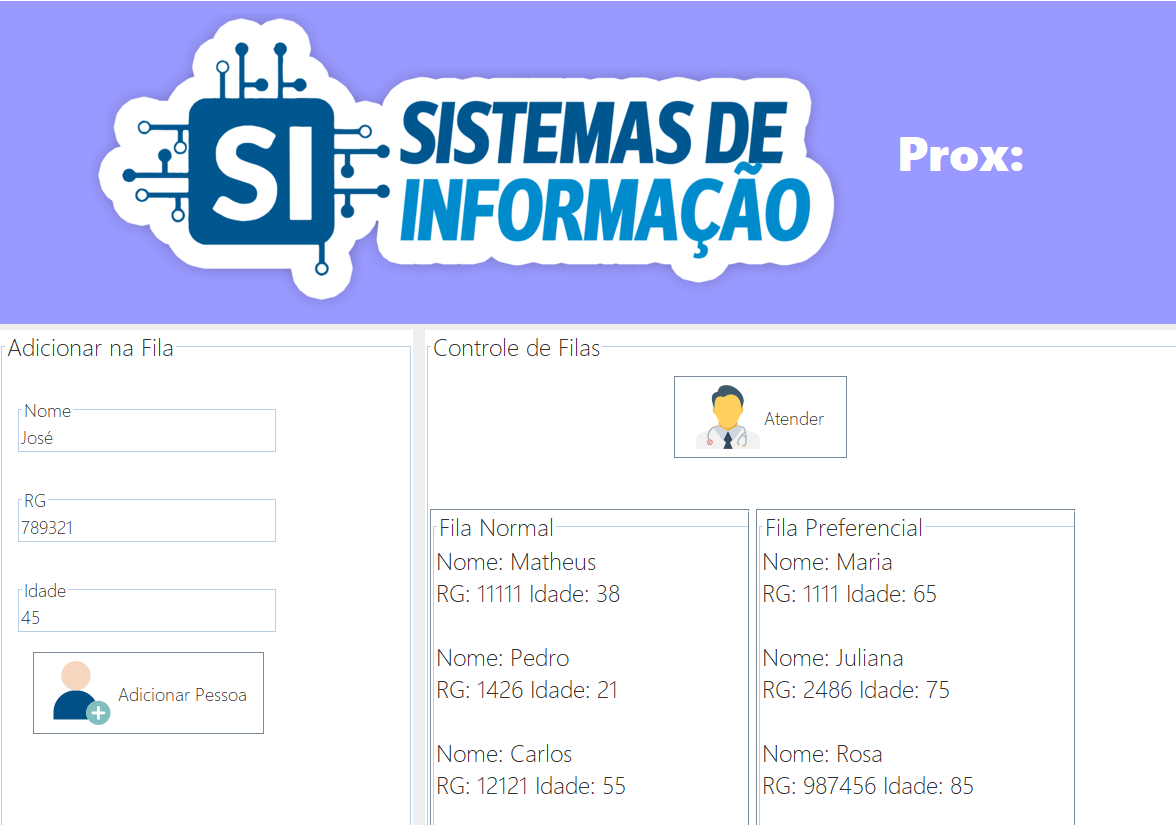 SI
SISTEMAS DE
INFORMAÇÃO
Prox:
Adicionar na Fila
Nome
José
RG
789321
Idade
45
Adicionar Pessoa
Controle de Filas
Atender
Fila Normal
Nome: Matheus
RG: 11111 Idade: 38
Nome: Pedro
RG: 1426 Idade: 21
Nome: Carlos
RG: 12121 Idade: 55
Fila Preferencial
Nome: Maria
RG: 1111 Idade: 65
Nome: Juliana
RG: 2486 Idade: 75
Nome: Rosa
RG: 987456 Idade: 85